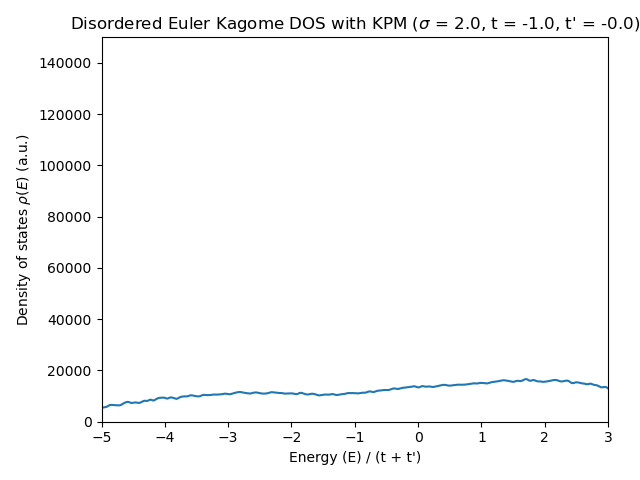 Disordered Euler Kagome DOS with KPM (σ = 2.0, t = -1.0, t' = -0.0)
140000
120000
100000
80000
60000
40000
20000
0
Density of states ρ(E) (a.u.)
−5 −4 −3 −2 −1 0 1 2 3
Energy (E) / (t + t')